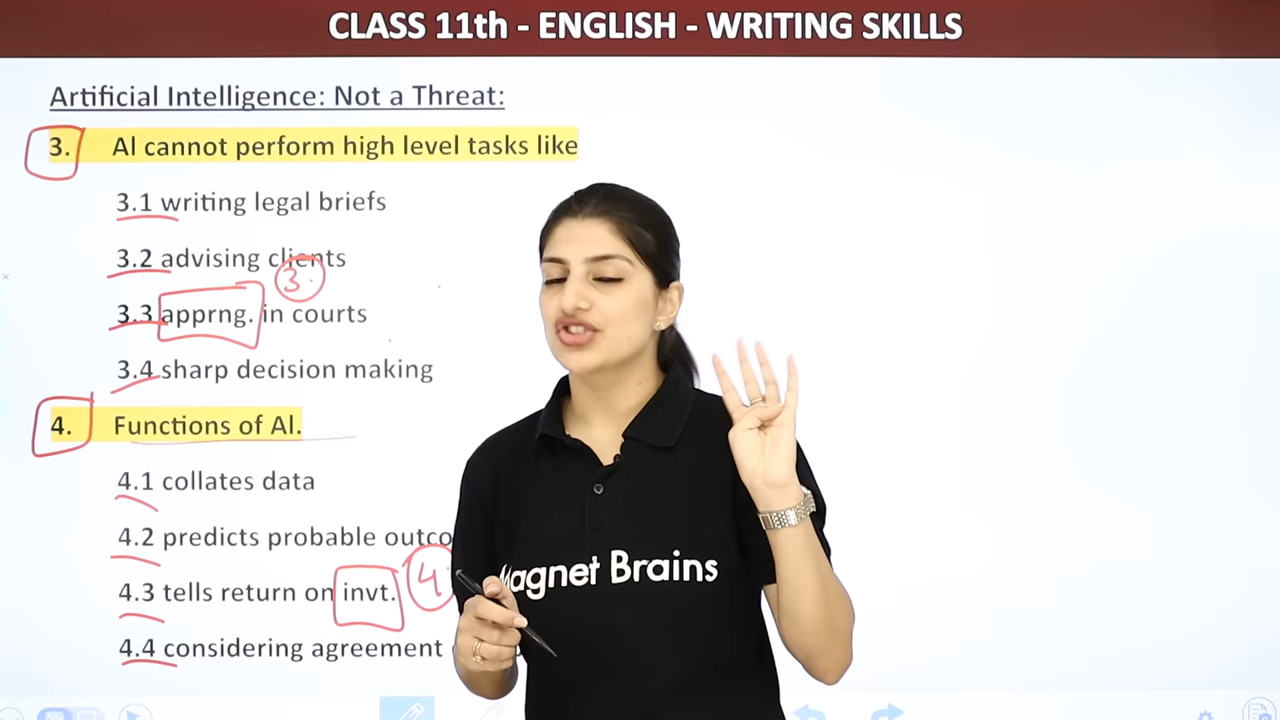 CLASS 11th - ENGLISH - WRITING SKILLS
Artificial Intelligence: Not a Threat:
3. AI cannot perform high level tasks like
3.1 writing legal briefs
3.2 advising clients
3.
3.3 apprng. in courts
3.4 sharp decision making
4. Functions of AI.
4.1 collates data
4.2 predicts probable outco
4.3 tells return on invt.
4
4.4 considering agreement
Magnet Brains